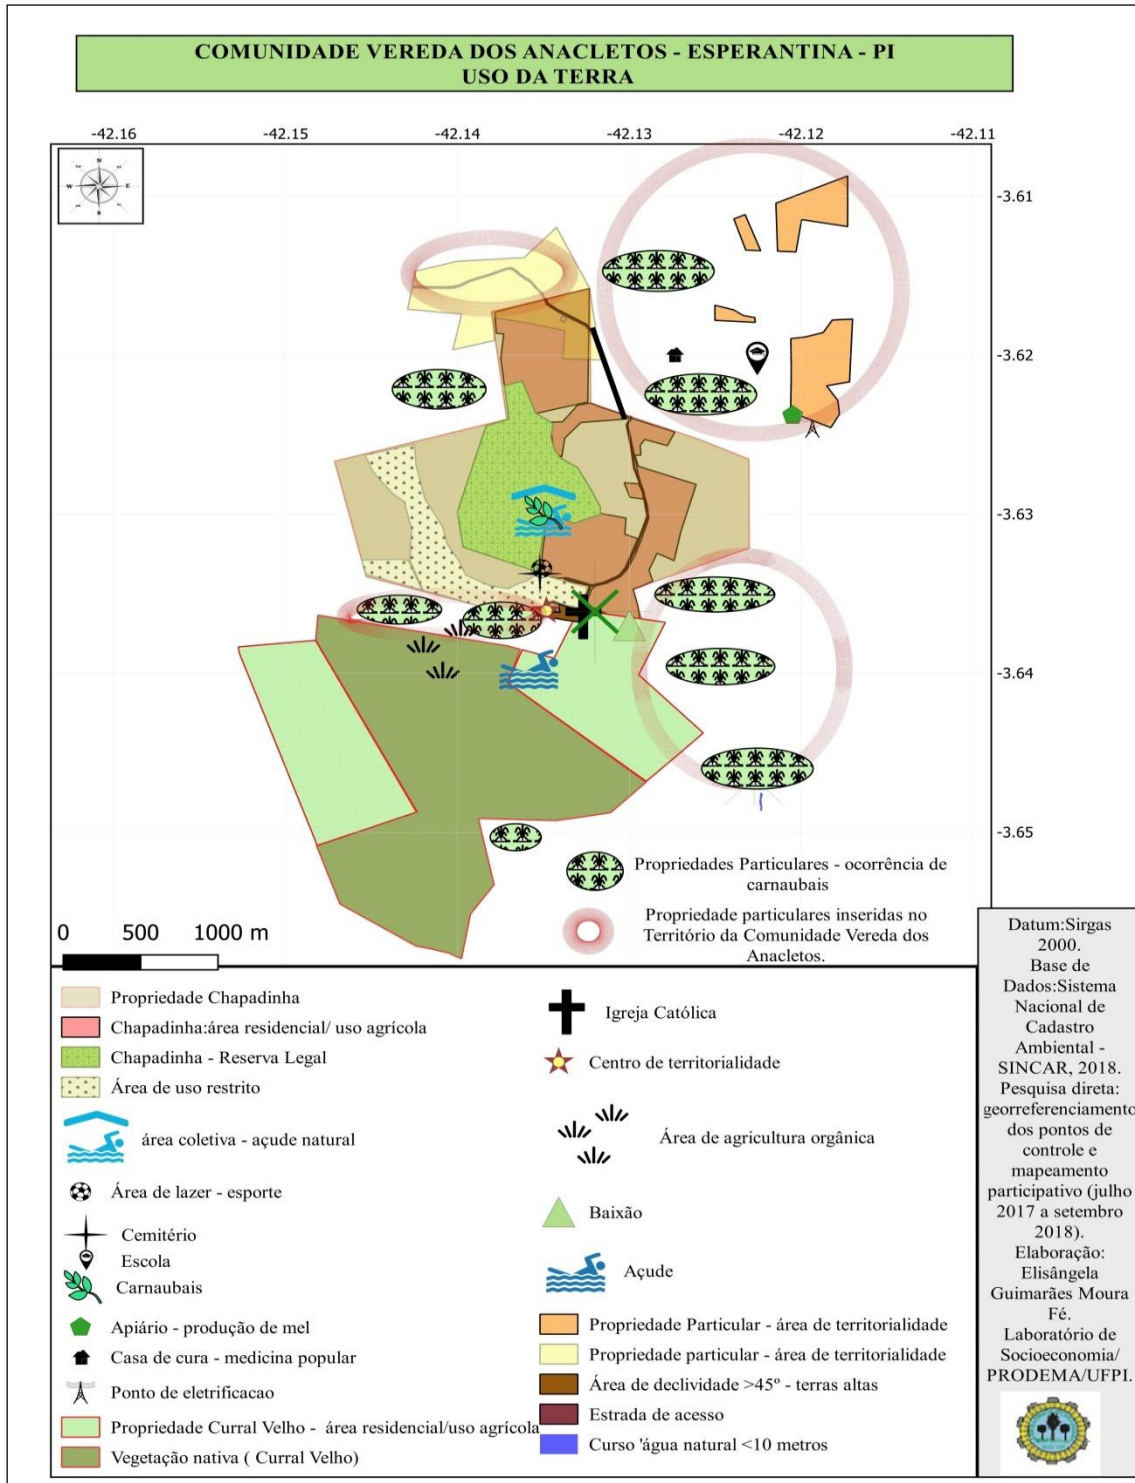 COMUNIDADE VEREDA DOS ANACLETOS - ESPERANTINA - PI
USO DA TERRA
-42.16
-42.15
-42.14
-42.13
-42.12
-42.11
N
W
E
S
-3.61
-3.62
-3.63
-3.64
-3.65
Propriedades Particulares - ocorrência de
carnaubais
Propriedade particulares inseridas no
Território da Comunidade Vereda dos
Anacletos.
0 500 1000 m
Propriedade Chapadinha
Chapadinha:área residencial/ uso agrícola
Chapadinha - Reserva Legal
Área de uso restrito
área coletiva - açude natural
Área de lazer - esporte
Cemitério
Escola
Carnaubais
Apiário - produção de mel
Casa de cura - medicina popular
Ponto de eletrificacao
Propriedade Curral Velho - área residencial/uso agrícola
Vegetação nativa ( Curral Velho)
Igreja Católica
Centro de territorialidade
Área de agricultura orgânica
Baixão
Açude
Propriedade Particular - área de territorialidade
Propriedade particular - área de territorialidade
Área de declividade >45º - terras altas
Estrada de acesso
Curso 'água natural <10 metros
Datum:Sirgas
2000.
Base de
Dados:Sistema
Nacional de
Cadastro
Ambiental -
SINCAR, 2018.
Pesquisa direta:
georreferenciamento
dos pontos de
controle e
mapeamento
participativo (julho
2017 a setembro
2018).
Elaboração:
Elisângela
Guimarães Moura
Fé.
Laboratório de
Socioeconomia/
PRODEMA/UFPI.